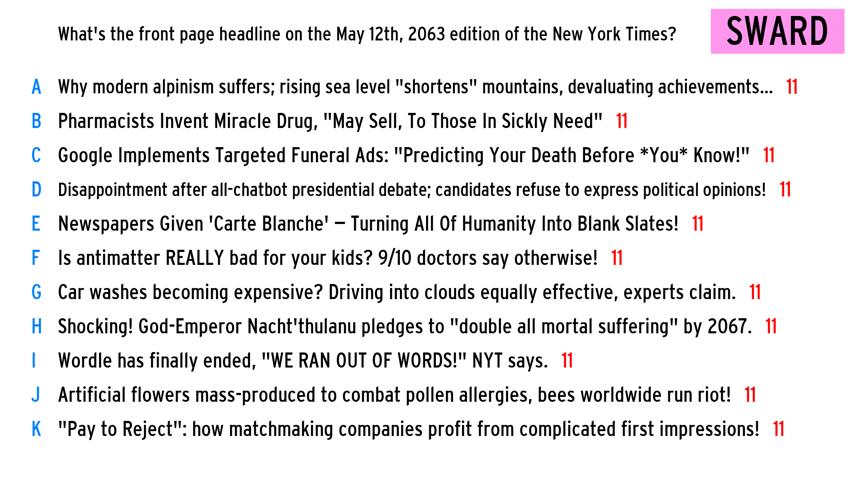 What's the front page headline on the May 12th, 2063 edition of the New York Times?
SWARD
A Why modern alpinism suffers; rising sea level "shortens" mountains, devaluating achievements... 11
B Pharmacists Invent Miracle Drug, "May Sell, To Those In Sickly Need" 11
C Google Implements Targeted Funeral Ads: "Predicting Your Death Before *You* Know!" 11
D Disappointment after all-chatbot presidential debate; candidates refuse to express political opinions! 11
E Newspapers Given 'Carte Blanche' – Turning All Of Humanity Into Blank Slates! 11
F Is antimatter REALLY bad for your kids? 9/10 doctors say otherwise! 11
G Car washes becoming expensive? Driving into clouds equally effective, experts claim. 11
H Shocking! God-Emperor Nacht'thulanu pledges to "double all mortal suffering" by 2067. 11
I Wordle has finally ended, "WE RAN OUT OF WORDS!" NYT says. 11
J Artificial flowers mass-produced to combat pollen allergies, bees worldwide run riot! 11
K "Pay to Reject": how matchmaking companies profit from complicated first impressions! 11